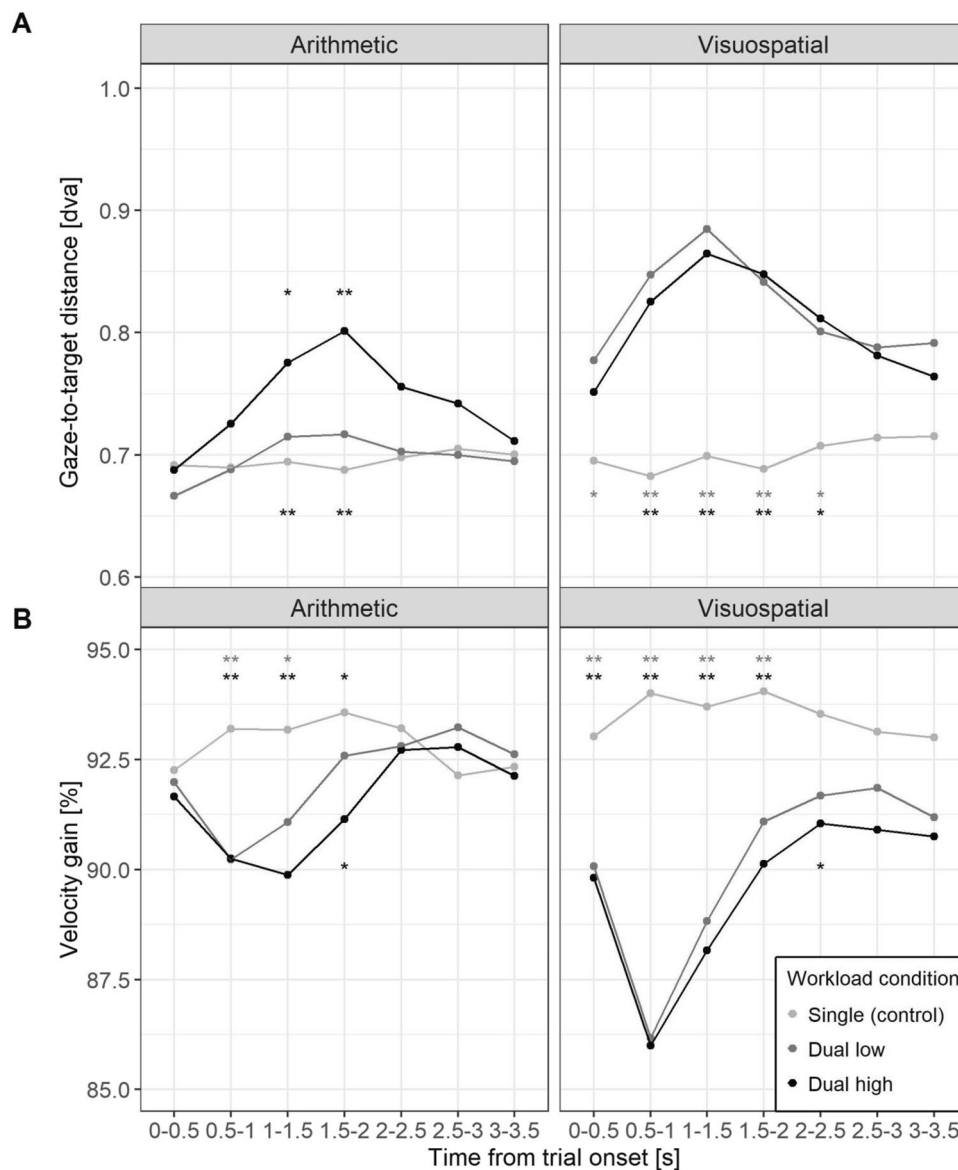 A
Arithmetic Visuospatial
Gaze-to-target distance [dva]
1.0
0.9
0.8
0.7
0.6
* **
** **
* ** ** ** *
** ** ** *
B
Arithmetic Visuospatial
Velocity gain [%]
95.0
92.5
90.0
87.5
85.0
** *
** ** *
*
** ** ** **
** ** ** **
*
Workload condition
Single (control)
Dual low
Dual high
0-0.5 0.5-1 1-1.5 1.5-2 2-2.5 2.5-3 3-3.5 0-0.5 0.5-1 1-1.5 1.5-2 2-2.5 2.5-3 3-3.5
Time from trial onset [s]